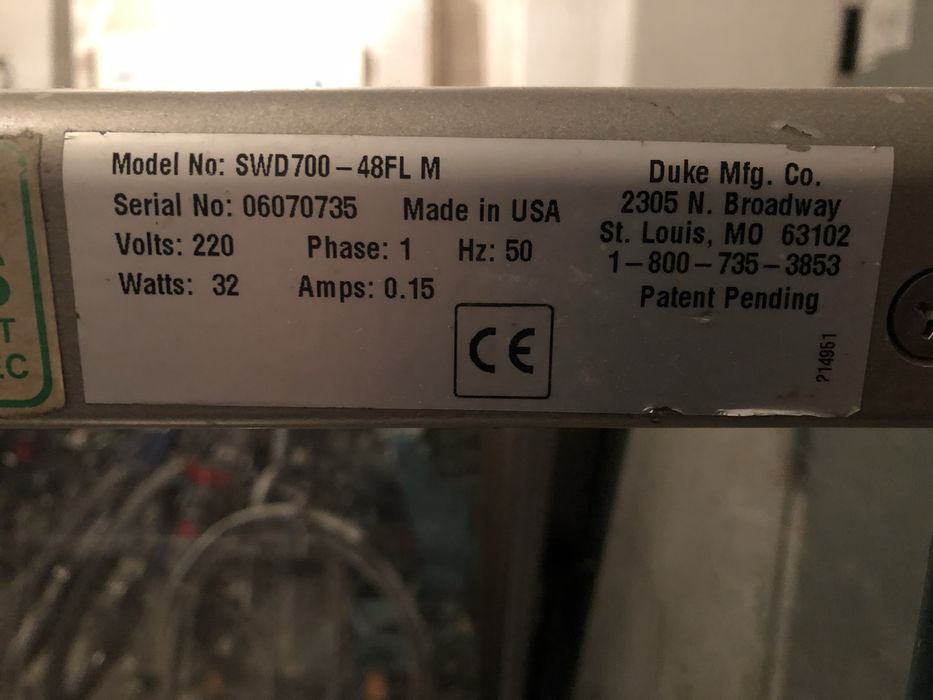 Model No: SWD700-48FL M
Serial No: 06070735 Made in USA
Volts: 220 Phase: 1 Hz: 50
Watts: 32 Amps: 0.15
CE
Duke Mfg. Co.
2305 N. Broadway
St. Louis, MO 63102
1-800-735-3853
Patent Pending
214951